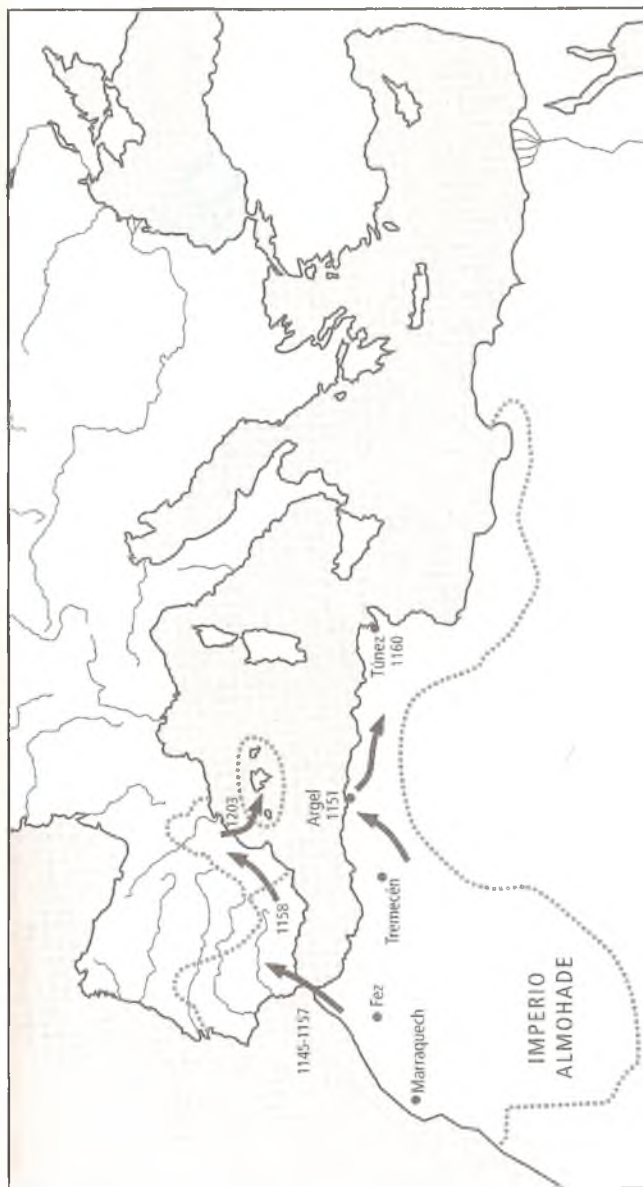 1203
1158
1145-1157
Argel
1151
Túnez
1160
Tremecén
Fez
Marraquech
IMPERIO
ALMOHADE